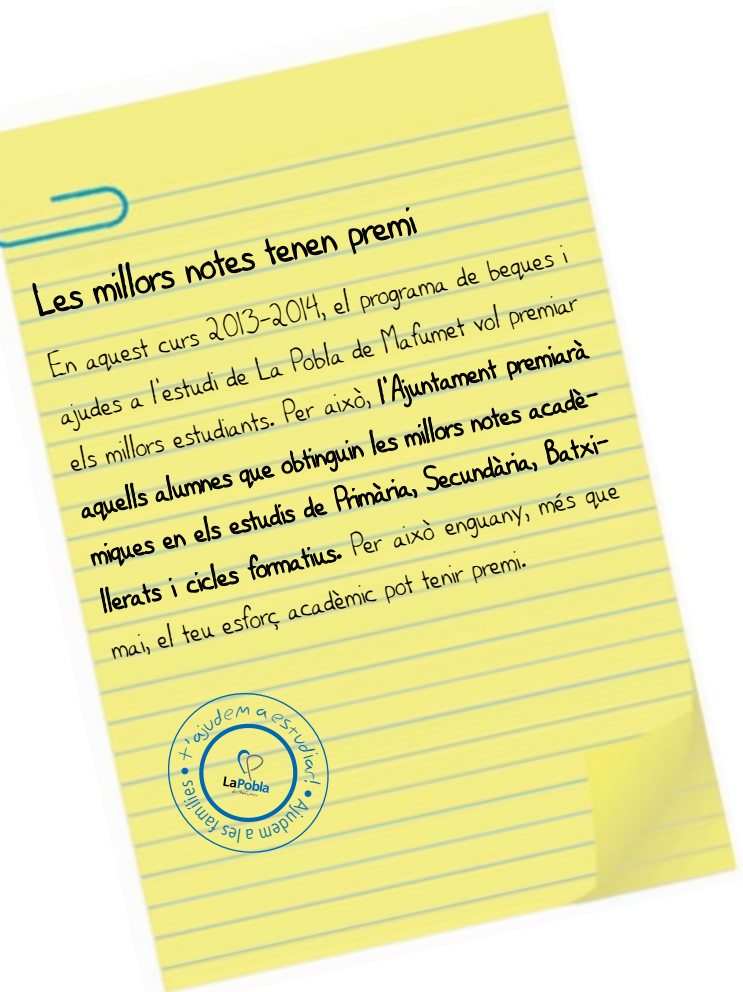 Les millors notes tenen premi
En aquest curs 2013-2014, el programa de beques i
ajudes a l'estudi de La Pobla de Mafumet vol premiar
els millors estudiants. Per això, l'Ajuntament premiarà
aquells alumnes que obtinguin les millors notes acadè-
miques en els estudis de Primària, Secundària, Batxi-
llerats i cicles formatius. Per això enguany, més que
mai, el teu esforç acadèmic pot tenir premi.
t'ajudem a estudiar!
LaPobla
de Mafumet
Ajudem a les famílies